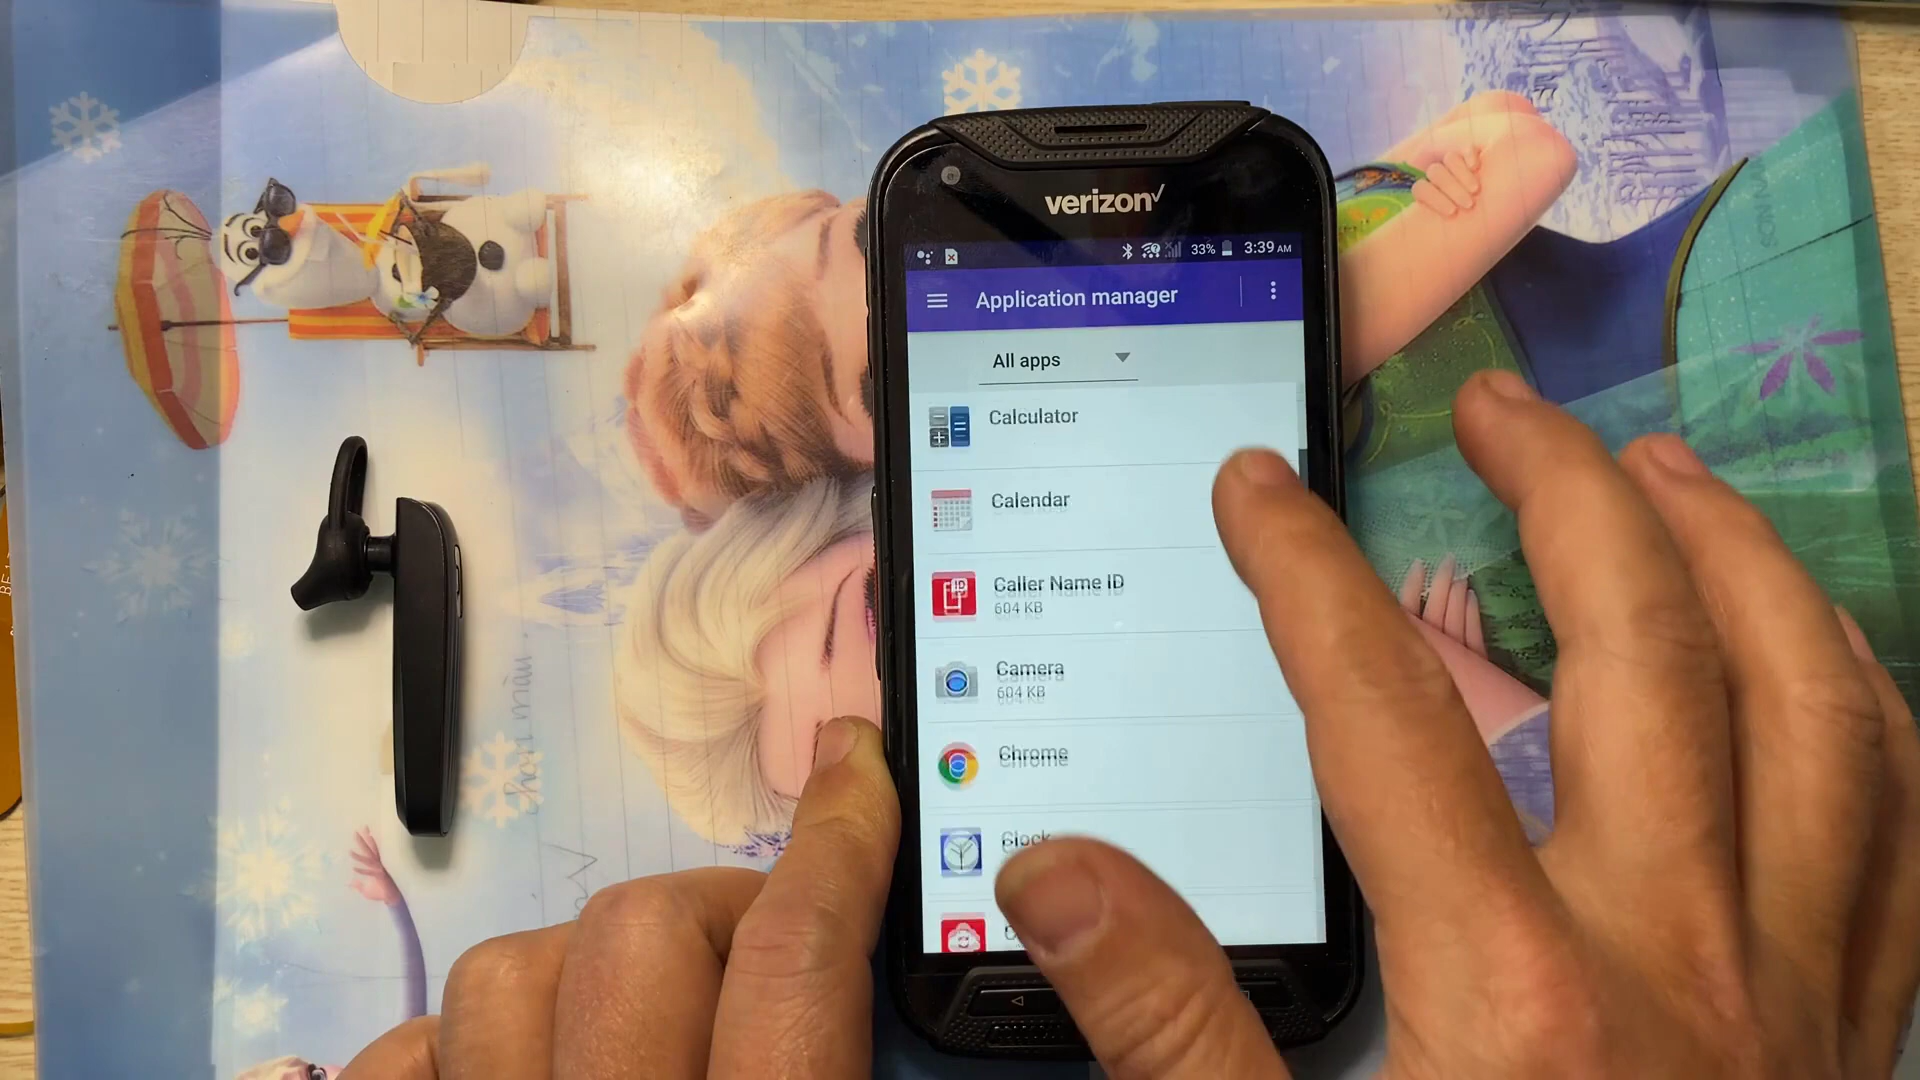 verizon
33% 3:39 AM
Application manager
All apps
Calculator
Calendar
Caller Name ID
604 KB
Camera
604 KB
Chrome
Clock